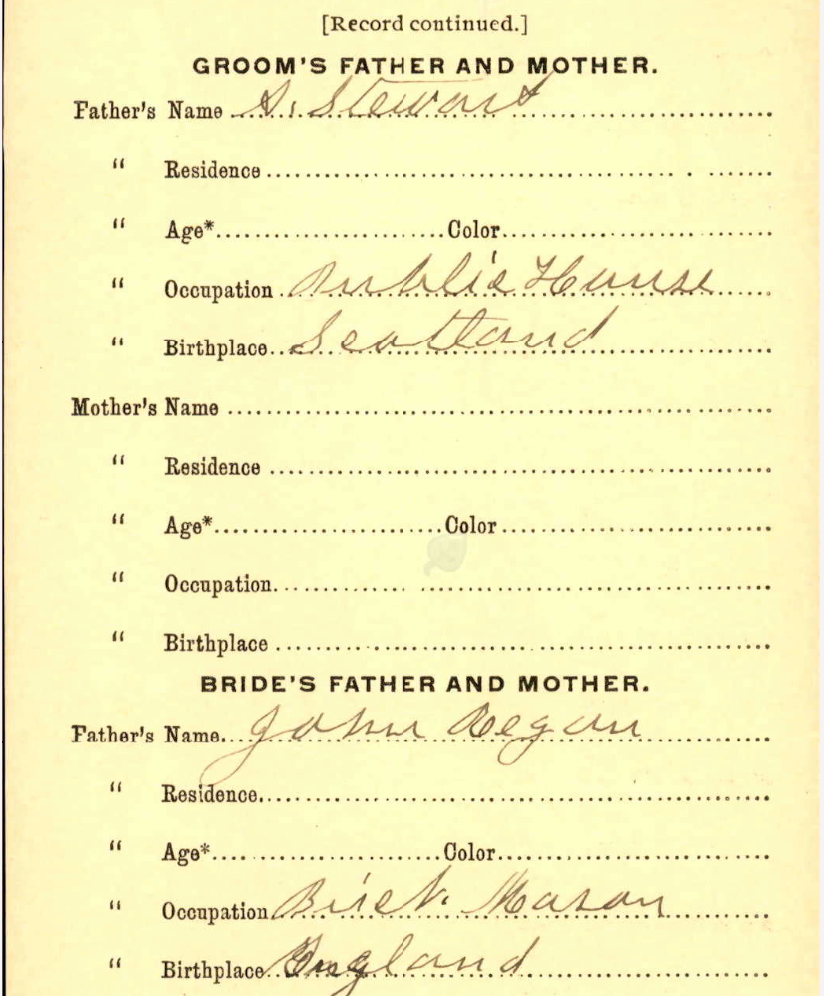 [Record continued.]
GROOM'S FATHER AND MOTHER.
Father's Name S. Stewart
" Residence
" Age* Color
" Occupation Public House
" Birthplace Scotland
Mother's Name
" Residence
" Age* Color
" Occupation
" Birthplace
BRIDE'S FATHER AND MOTHER.
Father's Name John Regan
" Residence
" Age* Color
" Occupation Brick Mason
" Birthplace England